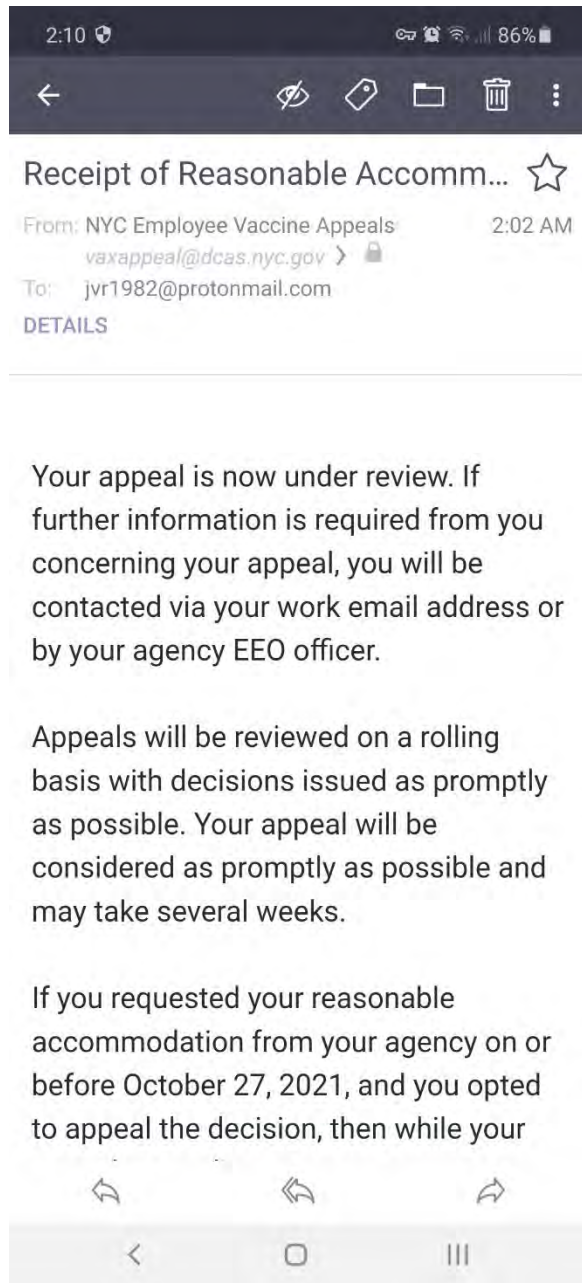 2:10 86%
Receipt of Reasonable Accomm...
From: NYC Employee Vaccine Appeals 2:02 AM
vaxappeal@dcas.nyc.gov >
To: jvr1982@protonmail.com
DETAILS
Your appeal is now under review. If
further information is required from you
concerning your appeal, you will be
contacted via your work email address or
by your agency EEO officer.
Appeals will be reviewed on a rolling
basis with decisions issued as promptly
as possible. Your appeal will be
considered as promptly as possible and
may take several weeks.
If you requested your reasonable
accommodation from your agency on or
before October 27, 2021, and you opted
to appeal the decision, then while your